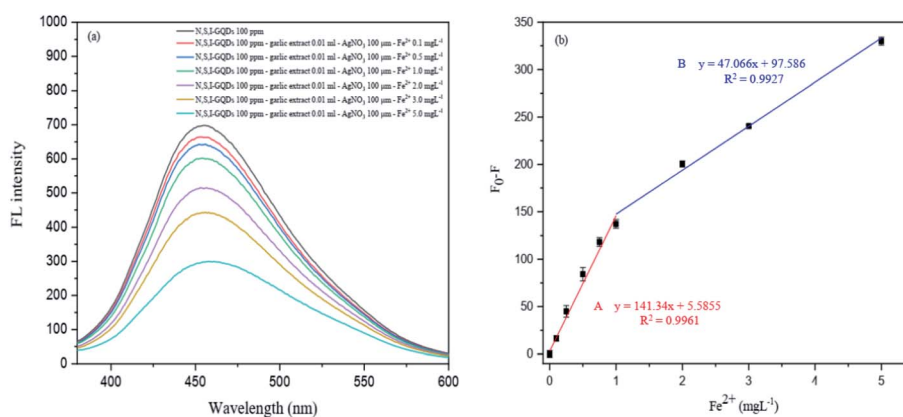 (a)
N,S,I-GQDs 100 ppm
N,S,I-GQDs 100 ppm - garlic extract 0.01 ml - AgNO₃ 100 µm - Fe²⁺ 0.1 mgL⁻¹
N,S,I-GQDs 100 ppm - garlic extract 0.01 ml - AgNO₃ 100 µm - Fe²⁺ 0.5 mgL⁻¹
N,S,I-GQDs 100 ppm - garlic extract 0.01 ml - AgNO₃ 100 µm - Fe²⁺ 1.0 mgL⁻¹
N,S,I-GQDs 100 ppm - garlic extract 0.01 ml - AgNO₃ 100 µm - Fe²⁺ 2.0 mgL⁻¹
N,S,I-GQDs 100 ppm - garlic extract 0.01 ml - AgNO₃ 100 µm - Fe²⁺ 3.0 mgL⁻¹
N,S,I-GQDs 100 ppm - garlic extract 0.01 ml - AgNO₃ 100 µm - Fe²⁺ 5.0 mgL⁻¹
FL intensity
1000
900
800
700
600
500
400
300
200
100
0
400 450 500 550 600
Wavelength (nm)
(b)
B y = 47.066x + 97.586
R² = 0.9927
A y = 141.34x + 5.5855
R² = 0.9961
F₀-F
350
300
250
200
150
100
50
0
0 1 2 3 4 5
Fe²⁺ (mgL⁻¹)